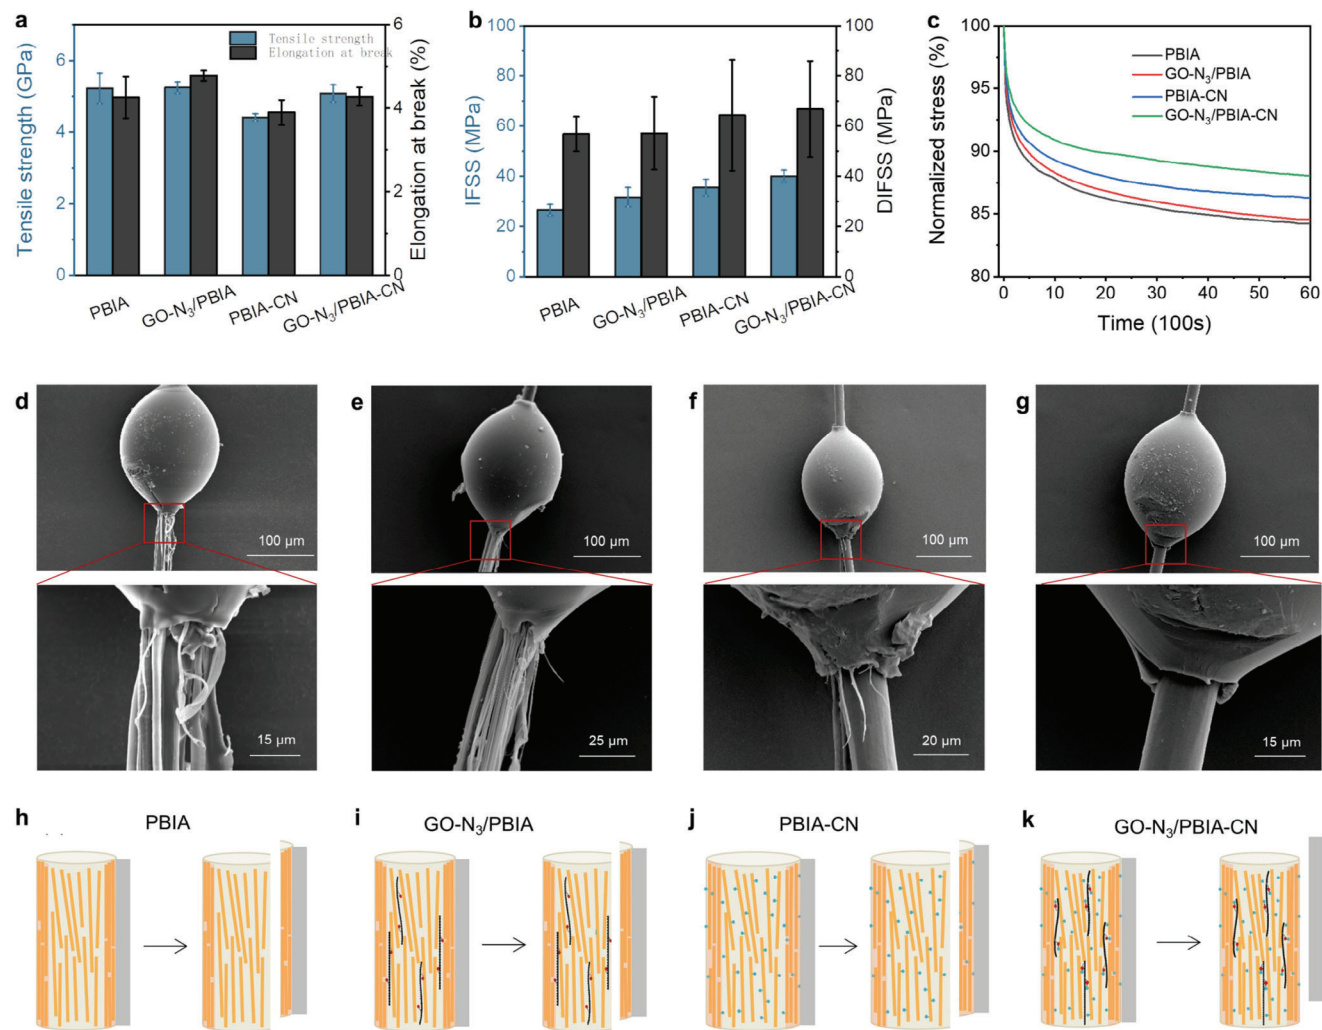 a
Tensile strength (GPa)
0
2
4
6
Tensile strength
Elongation at break
0
2
4
6
Elongation at break (%)
PBIA
GO-N₃/PBIA
PBIA-CN
GO-N₃/PBIA-CN
b
IFSS (MPa)
0
20
40
60
80
100
0
20
40
60
80
100
DIFSS (MPa)
PBIA
GO-N₃/PBIA
PBIA-CN
GO-N₃/PBIA-CN
c
Normalized stress (%)
100
95
90
85
80
PBIA
GO-N₃/PBIA
PBIA-CN
GO-N₃/PBIA-CN
0 10 20 30 40 50 60
Time (100s)
d
100 μm
15 μm
e
100 μm
25 μm
f
100 μm
20 μm
g
100 μm
15 μm
h
PBIA
i
GO-N₃/PBIA
j
PBIA-CN
k
GO-N₃/PBIA-CN